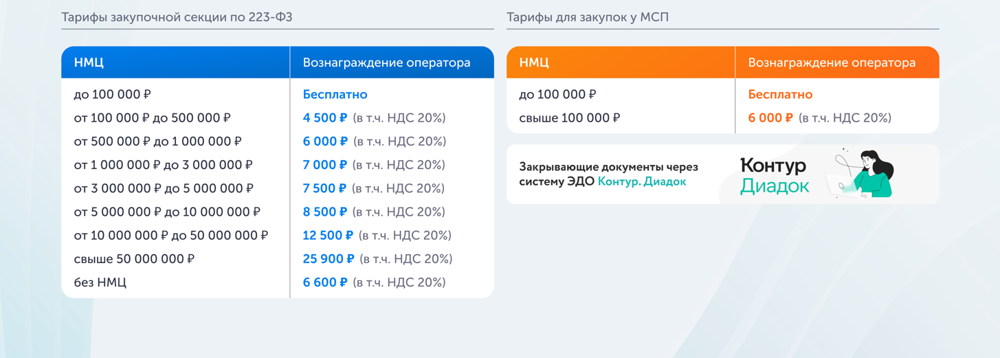 Тарифы закупочной секции по 223-ФЗ
НМЦ Вознаграждение оператора
до 100 000 ₽ Бесплатно
от 100 000 ₽ до 500 000 ₽ 4 500 ₽ (в т.ч. НДС 20%)
от 500 000 ₽ до 1 000 000 ₽ 6 000 ₽ (в т.ч. НДС 20%)
от 1 000 000 ₽ до 3 000 000 ₽ 7 000 ₽ (в т.ч. НДС 20%)
от 3 000 000 ₽ до 5 000 000 ₽ 7 500 ₽ (в т.ч. НДС 20%)
от 5 000 000 ₽ до 10 000 000 ₽ 8 500 ₽ (в т.ч. НДС 20%)
от 10 000 000 ₽ до 50 000 000 ₽ 12 500 ₽ (в т.ч. НДС 20%)
свыше 50 000 000 ₽ 25 900 ₽ (в т.ч. НДС 20%)
без НМЦ 6 600 ₽ (в т.ч. НДС 20%)
Тарифы для закупок у МСП
НМЦ Вознаграждение оператора
до 100 000 ₽ Бесплатно
свыше 100 000 ₽ 6 000 ₽ (в т.ч. НДС 20%)
Закрывающие документы через
систему ЭДО Контур. Диадок
Контур
Диадок